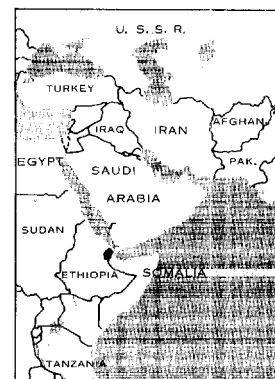 U. S. S. R.
TURKEY
IRAQ
IRAN
AFGHAN.
PAK.
EGYPT
SAUDI
ARABIA
SUDAN
ETHIOPIA
SOMALIA
TANZANIA